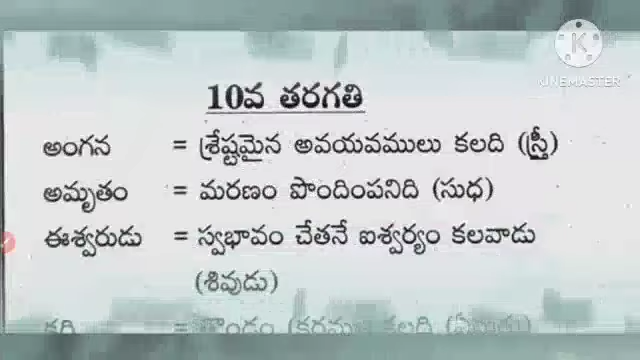 KINEMASTER
10వ తరగతి
అంగన = శ్రేష్టమైన అవయవములు కలది (స్త్రీ)
అమృతం = మరణం పొందింపనిది (సుధ)
ఈశ్వరుడు = స్వభావం చేతనే ఐశ్వర్యం కలవాడు
(శివుడు)